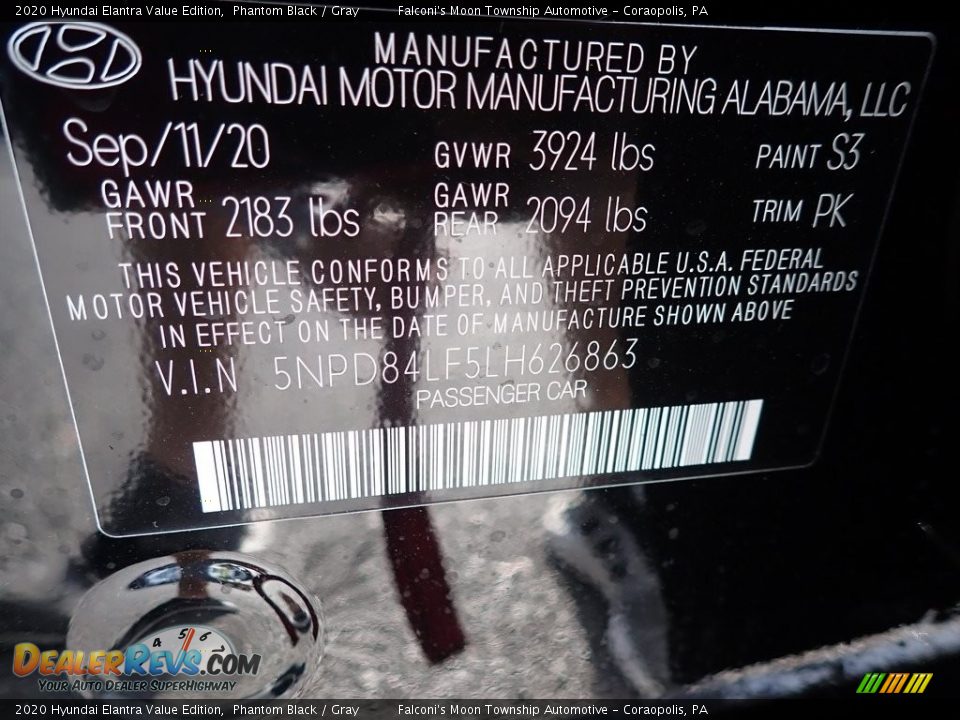 2020 Hyundai Elantra Value Edition, Phantom Black / Gray Falconi's Moon Township Automotive - Coraopolis, PA
MANUFACTURED BY
HYUNDAI MOTOR MANUFACTURING ALABAMA, LLC
Sep/11/20 GVWR 3924 lbs PAINT S3
GAWR FRONT 2183 lbs GAWR REAR 2094 lbs TRIM PK
THIS VEHICLE CONFORMS TO ALL APPLICABLE U.S.A. FEDERAL
MOTOR VEHICLE SAFETY, BUMPER, AND THEFT PREVENTION STANDARDS
IN EFFECT ON THE DATE OF MANUFACTURE SHOWN ABOVE
V.I.N 5NPD84LF5LH626863
PASSENGER CAR
4 5 6
DEALERREVS.COM
YOUR AUTO DEALER SUPERHIGHWAY
2020 Hyundai Elantra Value Edition, Phantom Black / Gray Falconi's Moon Township Automotive - Coraopolis, PA